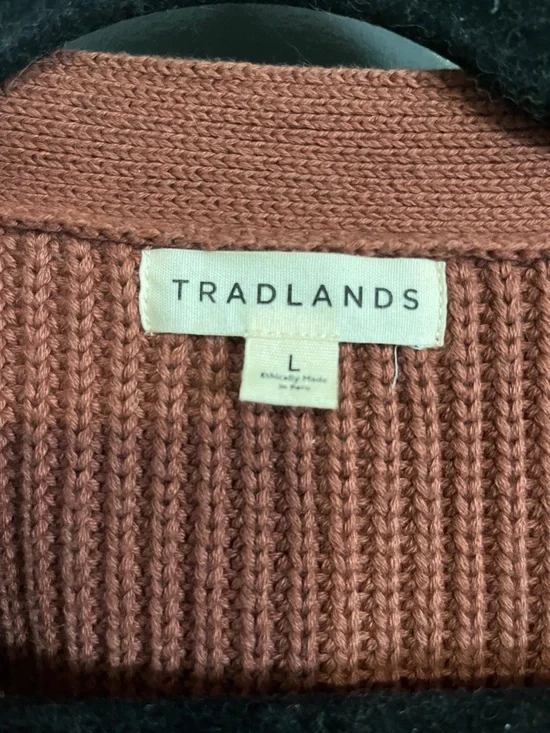 TRADLANDS
L
Ethically Made
in Peru